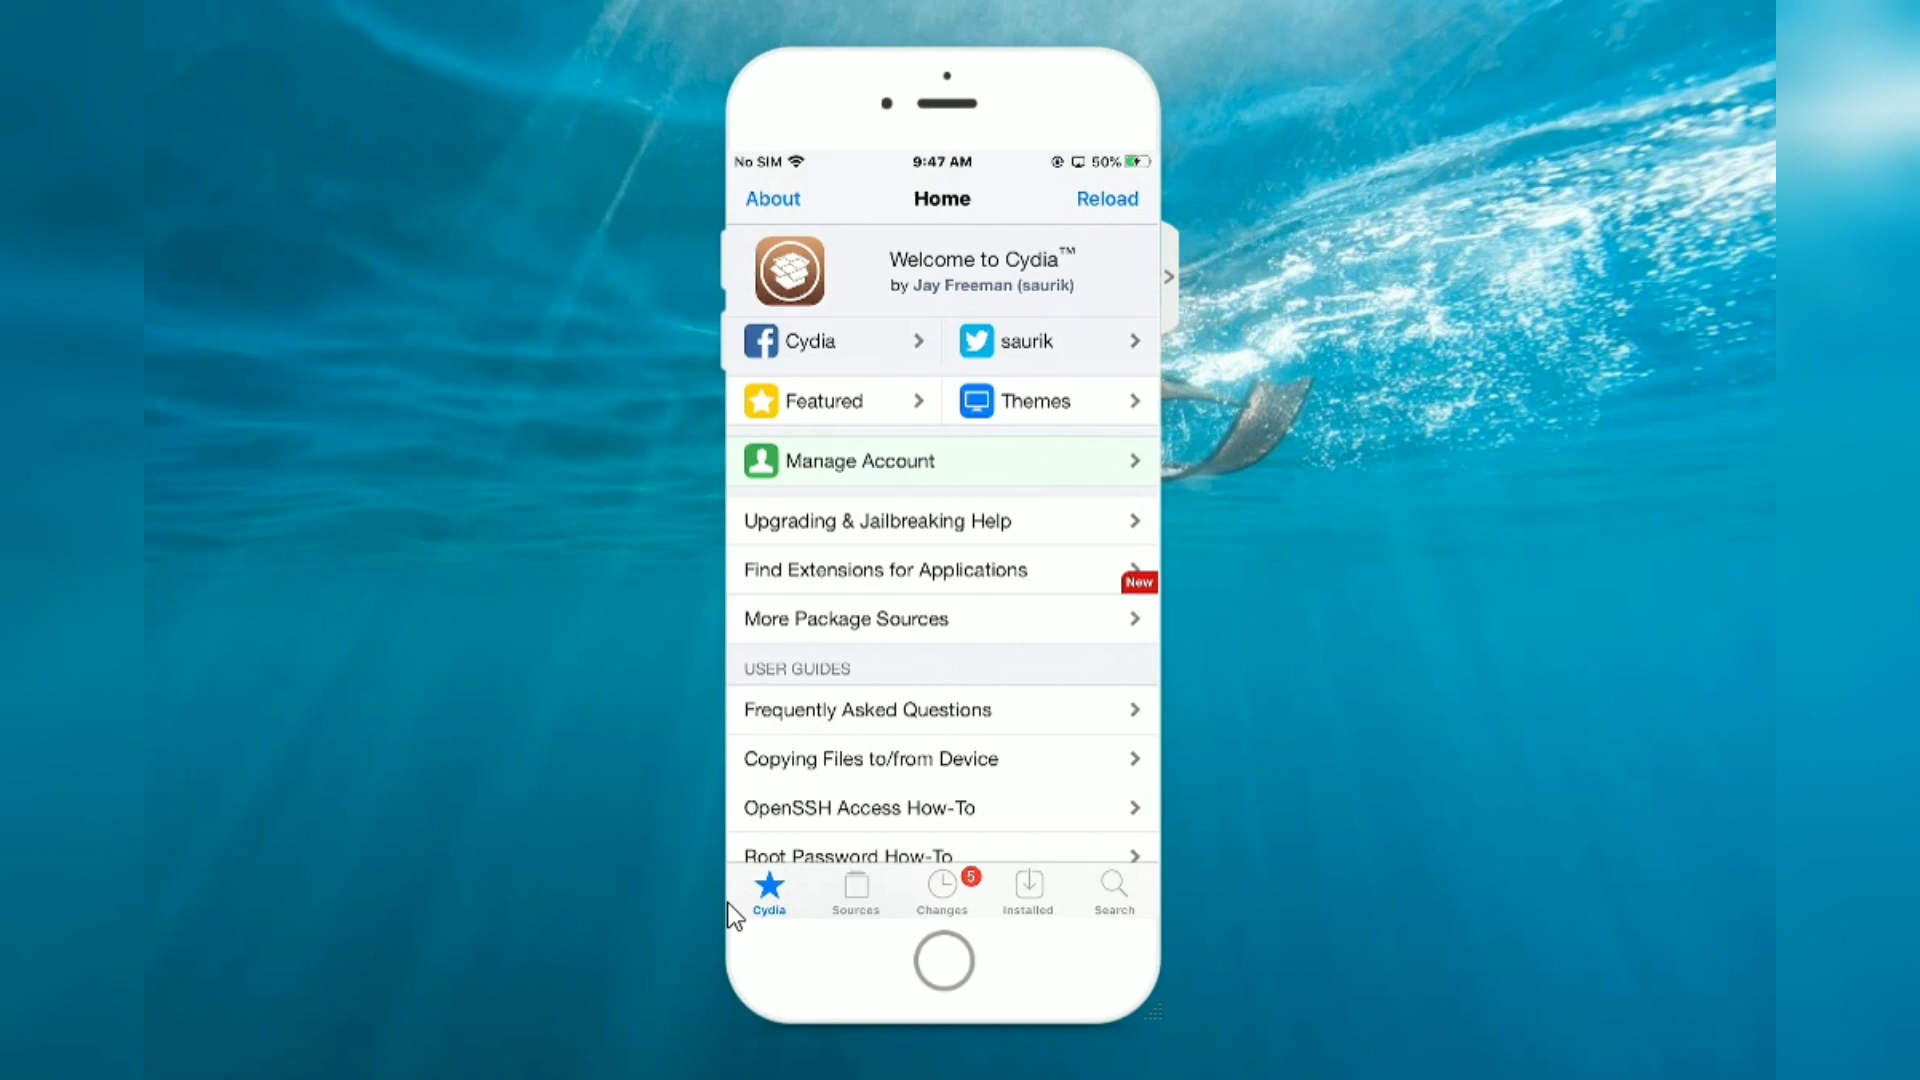 No SIM 9:47 AM 50%
About Home Reload
Welcome to Cydia™
by Jay Freeman (saurik)
Cydia saurik
Featured Themes
Manage Account
Upgrading & Jailbreaking Help
Find Extensions for Applications
New
More Package Sources
USER GUIDES
Frequently Asked Questions
Copying Files to/from Device
OpenSSH Access How-To
Root Password How-To
5
Cydia Sources Changes Installed Search